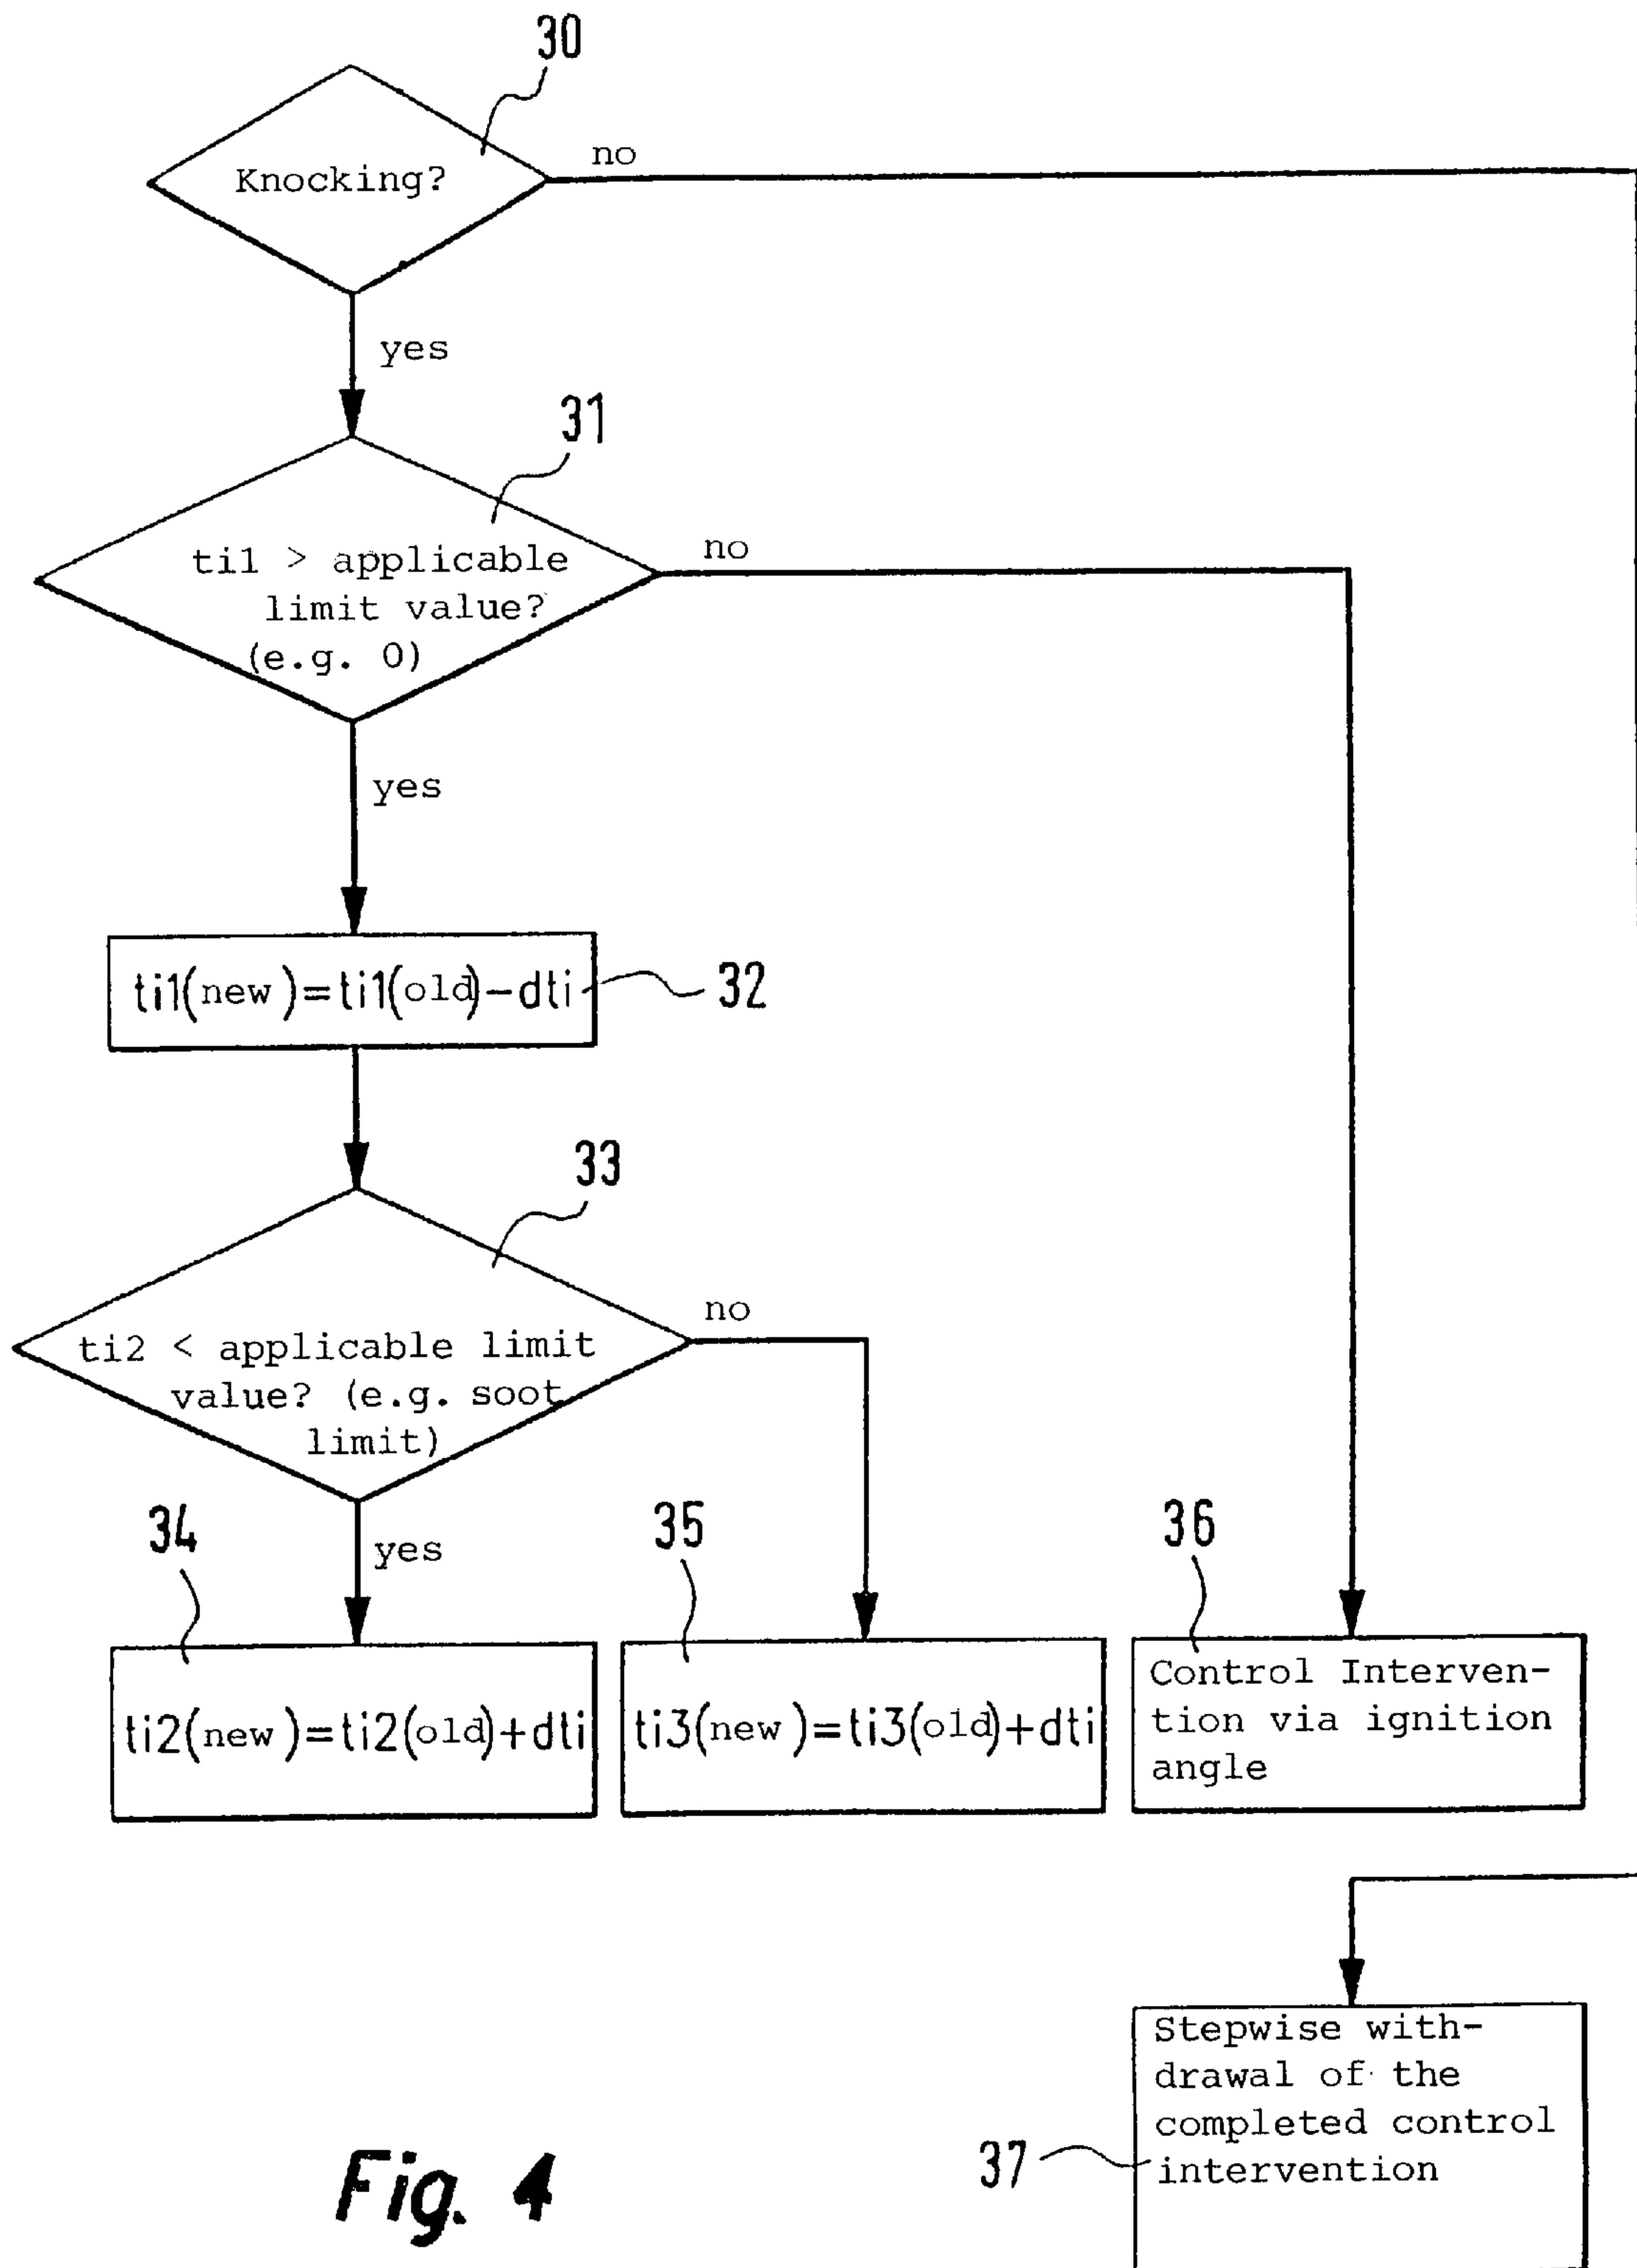 30
Knocking?
no
yes
31
ti1 > applicable
limit value?
(e.g. 0)
no
yes
ti1(new)=ti1(old)-dti
32
33
ti2 < applicable limit
value? (e.g. soot
limit)
no
yes
34
35
36
ti2(new)=ti2(old)+dti
ti3(new)=ti3(old)+dti
Control Interven-
tion via ignition
angle
Stepwise with-
drawal of the
completed control
intervention
37
Fig. 4